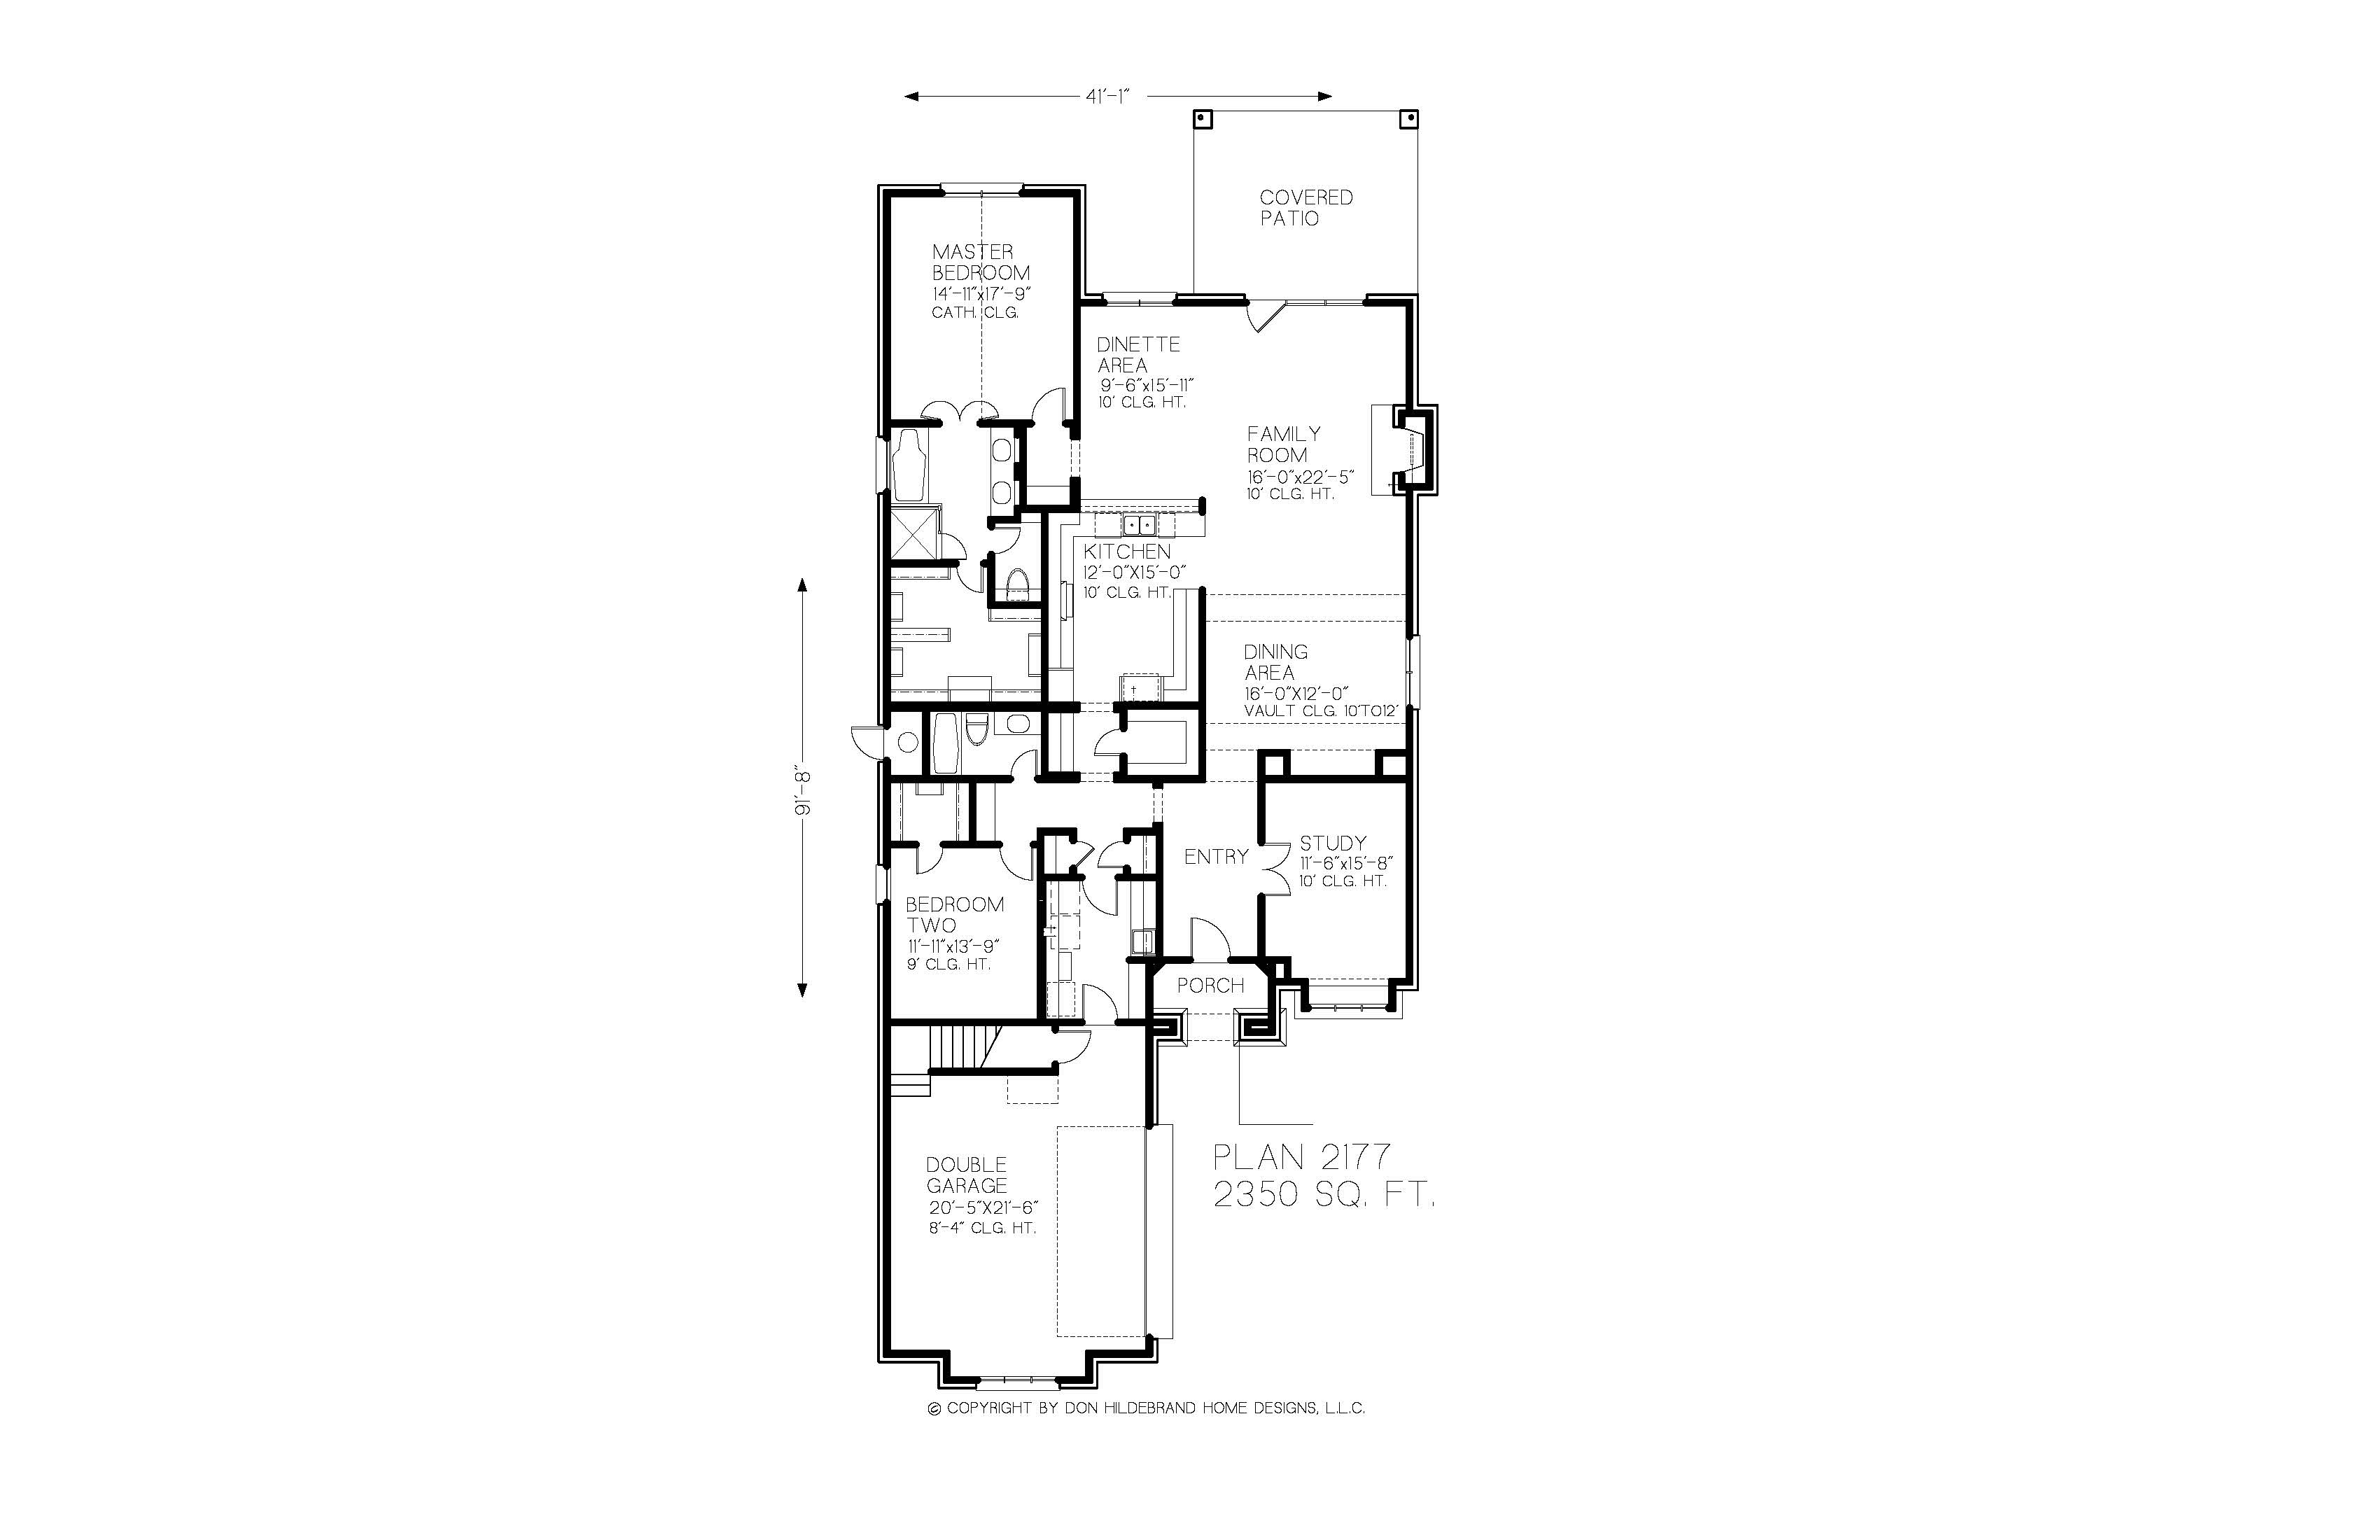 41'-1"
COVERED
PATIO
MASTER
BEDROOM
14'-11"x17'-9"
CATH. CLG.
DINETTE
AREA
9'-6"x15'-11"
10' CLG. HT.
FAMILY
ROOM
16'-0"x22'-5"
10' CLG. HT.
KITCHEN
12'-0"X15'-0"
10' CLG. HT.
DINING
AREA
16'-0"X12'-0"
VAULT CLG. 10'TO12'
91'-8"
STUDY
11'-6"x15'-8"
10' CLG. HT.
ENTRY
BEDROOM
TWO
11'-11"x13'-9"
9' CLG. HT.
PORCH
PLAN 2177
2350 SQ. FT.
DOUBLE
GARAGE
20'-5"X21'-6"
8'-4" CLG. HT.
© COPYRIGHT BY DON HILDEBRAND HOME DESIGNS, L.L.C.